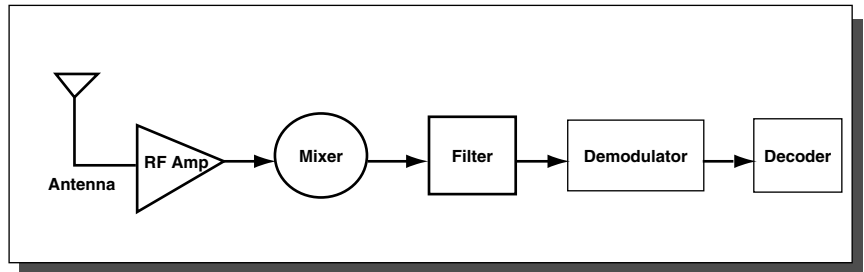 Antenna
RF Amp
Mixer
Filter
Demodulator
Decoder